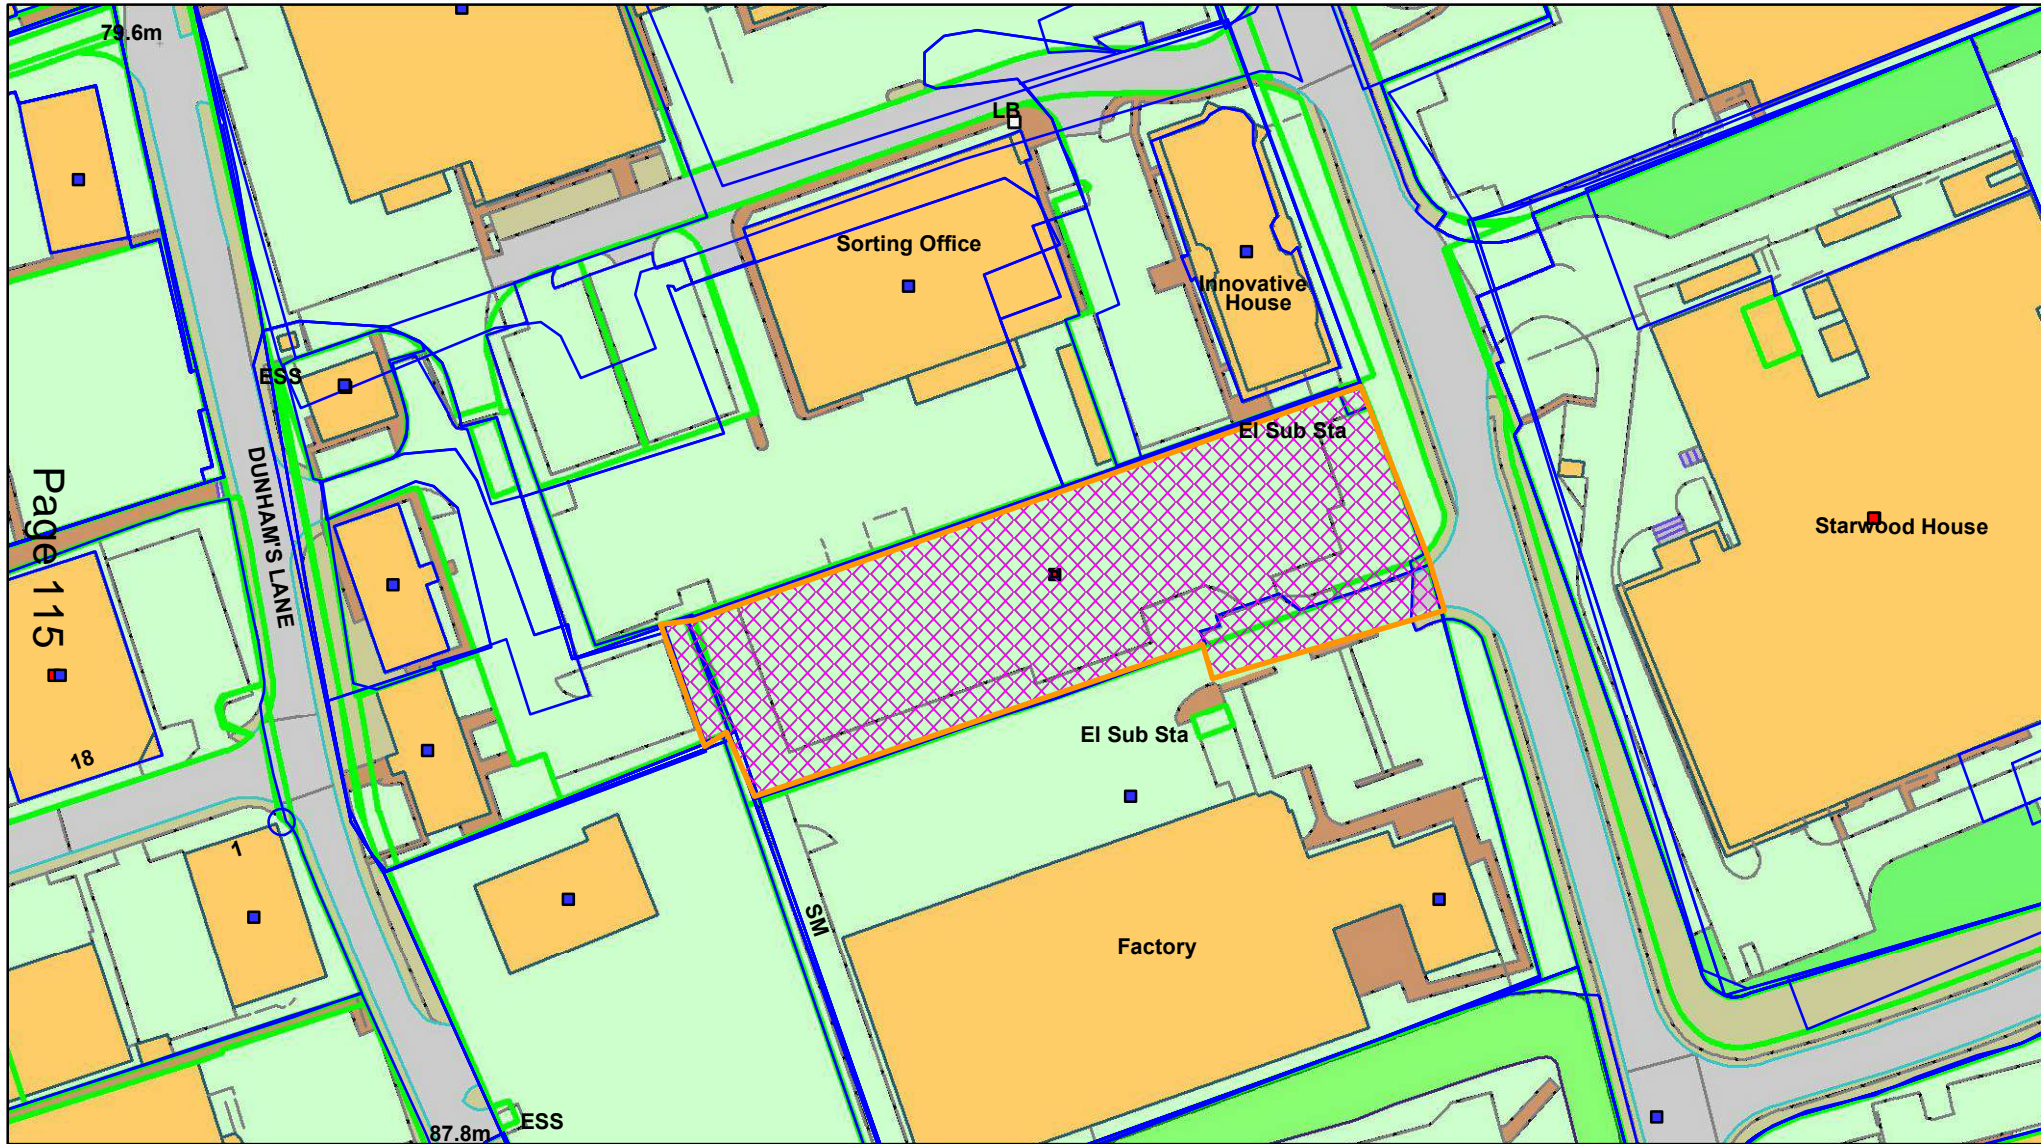 79.6m
LB
Sorting Office
Innovative
House
ESS
El Sub Sta
DUNHAM'S LANE
Page 115
Starwood House
El Sub Sta
18
1
SM
Factory
ESS
87.8m